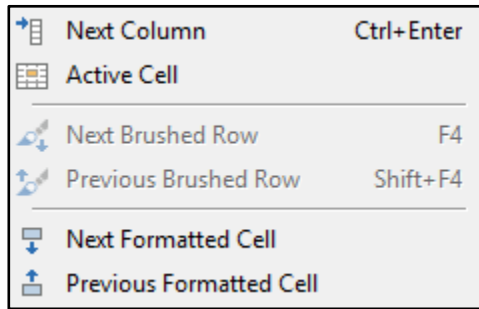 Next Column Ctrl+Enter
Active Cell
Next Brushed Row F4
Previous Brushed Row Shift+F4
Next Formatted Cell
Previous Formatted Cell